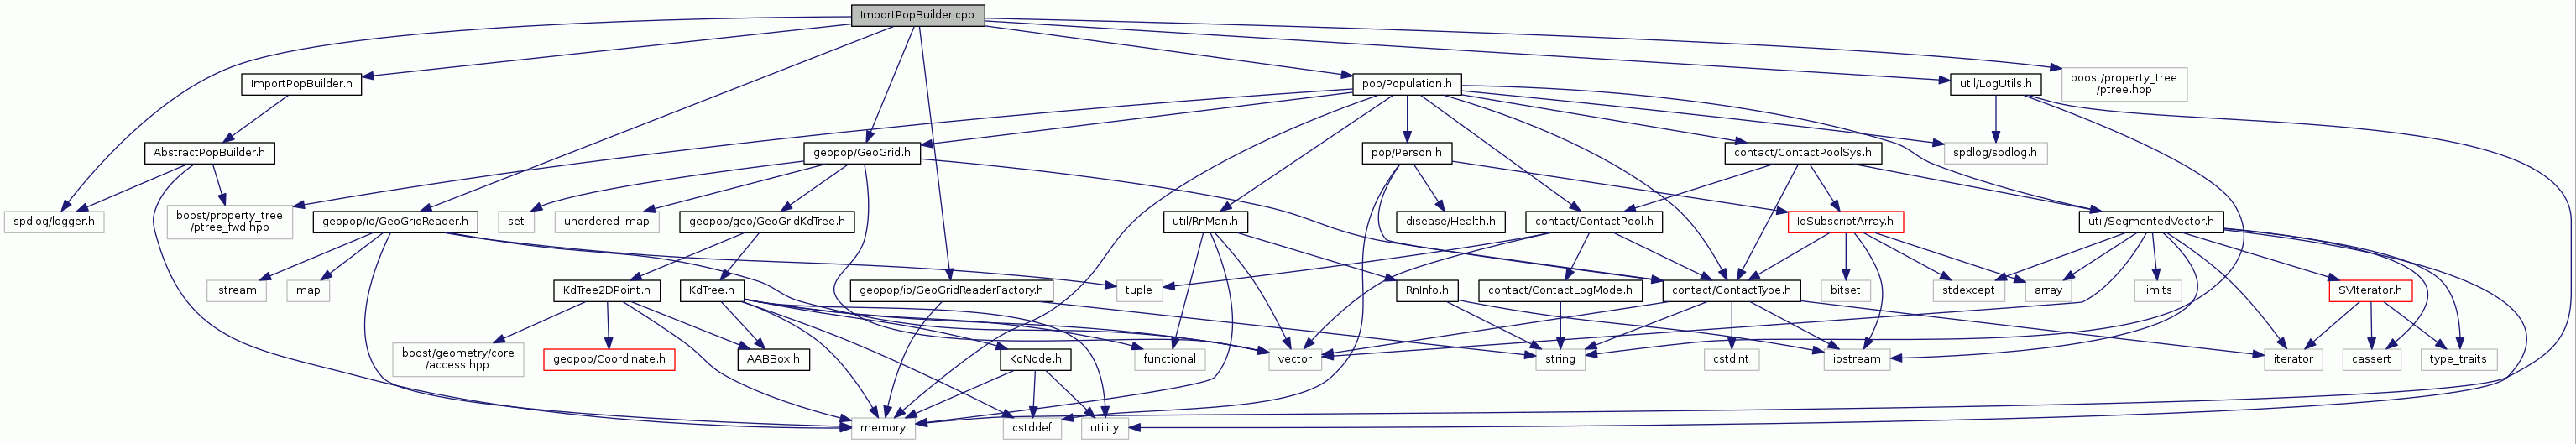 ImportPopBuilder.cpp
ImportPopBuilder.h
pop/Population.h
util/LogUtils.h
boost/property_tree
/ptree.hpp
AbstractPopBuilder.h
geopop/GeoGrid.h
pop/Person.h
contact/ContactPoolSys.h
spdlog/spdlog.h
spdlog/logger.h
boost/property_tree
/ptree_fwd.hpp
geopop/io/GeoGridReader.h
set
unordered_map
geopop/geo/GeoGridKdTree.h
util/RnMan.h
disease/Health.h
contact/ContactPool.h
IdSubscriptArray.h
util/SegmentedVector.h
istream
map
KdTree2DPoint.h
KdTree.h
geopop/io/GeoGridReaderFactory.h
tuple
RnInfo.h
contact/ContactLogMode.h
contact/ContactType.h
bitset
stdexcept
array
limits
SVIterator.h
boost/geometry/core
/access.hpp
geopop/Coordinate.h
AABBox.h
KdNode.h
functional
vector
string
cstdint
iostream
iterator
cassert
type_traits
memory
cstddef
utility